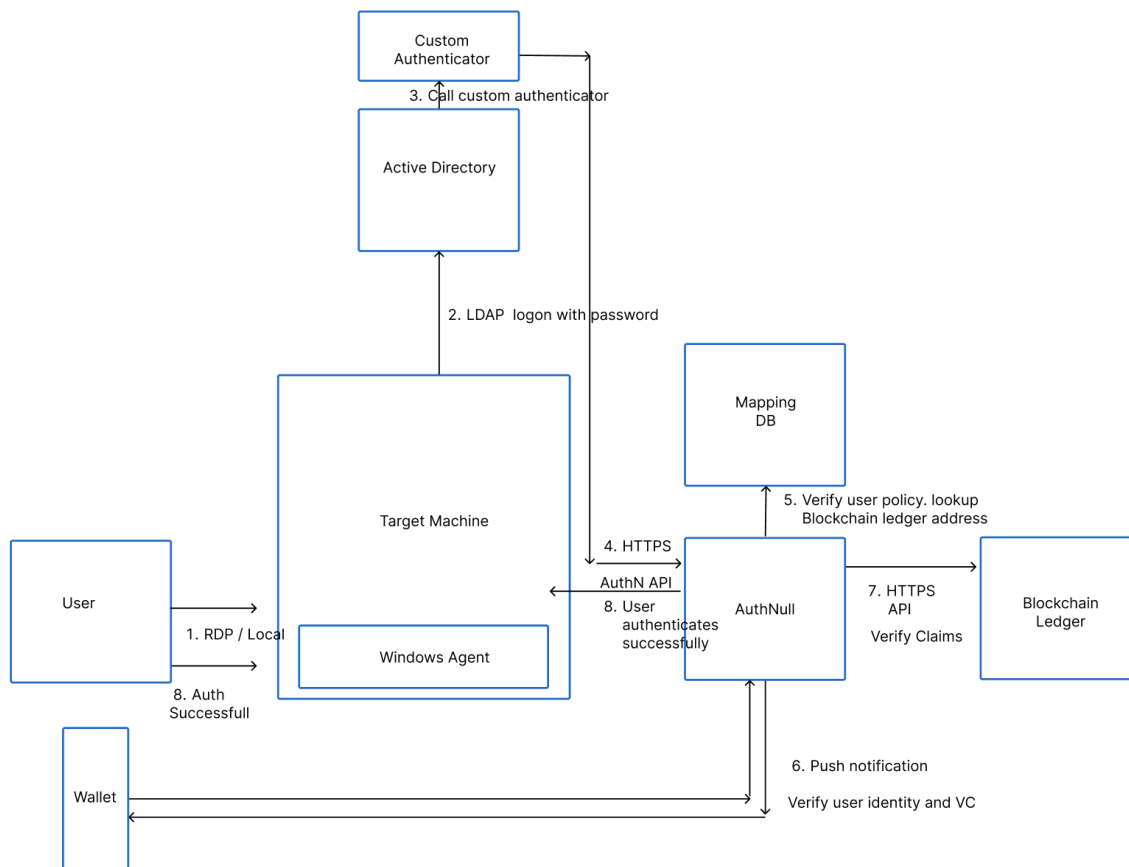 Custom
Authenticator
3. Call custom authenticator
Active Directory
2. LDAP  logon with password
Mapping
DB
5. Verify user policy. lookup
Blockchain ledger address
Target Machine
4. HTTPS
AuthN API
8. User
authenticates
successfully
AuthNull
7. HTTPS
API
Verify Claims
Blockchain
Ledger
User
1. RDP / Local
Windows Agent
8. Auth
Successfull
6. Push notification
Verify user identity and VC
Wallet